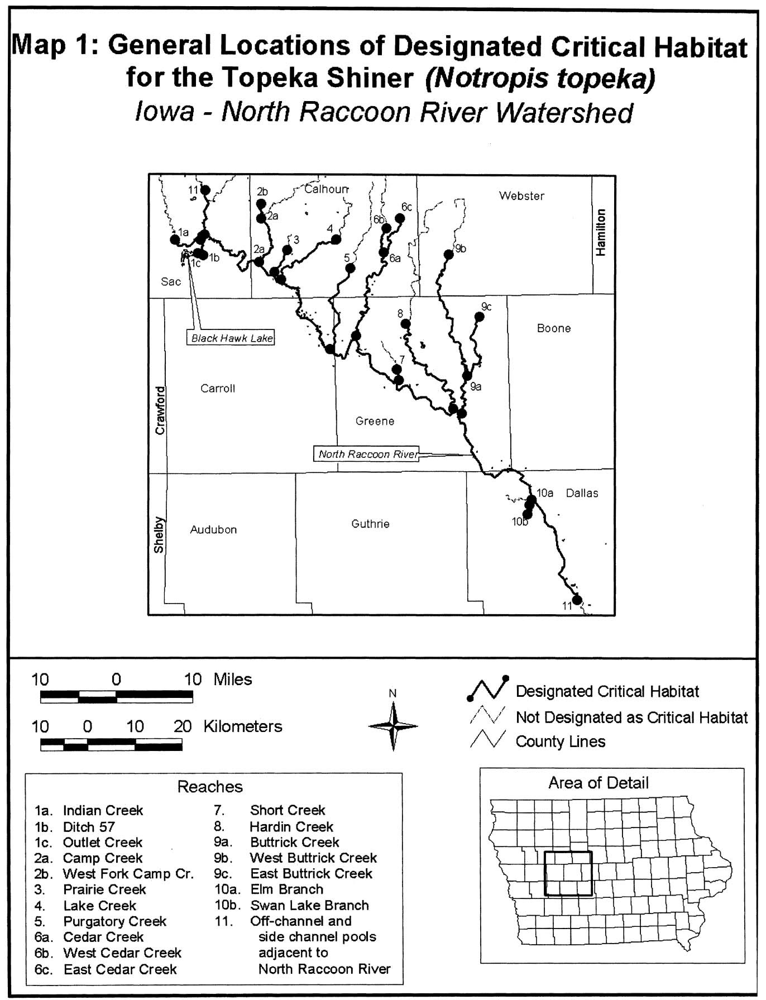 Map 1: General Locations of Designated Critical Habitat
for the Topeka Shiner (Notropis topeka)
Iowa - North Raccoon River Watershed
11
2b
Calhoun
Webster
Hamilton
2a
6c
6b
1a
4
3
9b
2a
1c
1b
5
6a
Sac
9c
8
Boone
Black Hawk Lake
7
9a
Carroll
Crawford
Greene
North Raccoon River
10a
Dallas
10b
Shelby
Audubon
Guthrie
11
10 0 10 Miles
10 0 10 20 Kilometers
N
Designated Critical Habitat
Not Designated as Critical Habitat
County Lines
Reaches
1a. Indian Creek
1b. Ditch 57
1c. Outlet Creek
2a. Camp Creek
2b. West Fork Camp Cr.
3. Prairie Creek
4. Lake Creek
5. Purgatory Creek
6a. Cedar Creek
6b. West Cedar Creek
6c. East Cedar Creek
7. Short Creek
8. Hardin Creek
9a. Buttrick Creek
9b. West Buttrick Creek
9c. East Buttrick Creek
10a. Elm Branch
10b. Swan Lake Branch
11. Off-channel and
side channel pools
adjacent to
North Raccoon River
Area of Detail